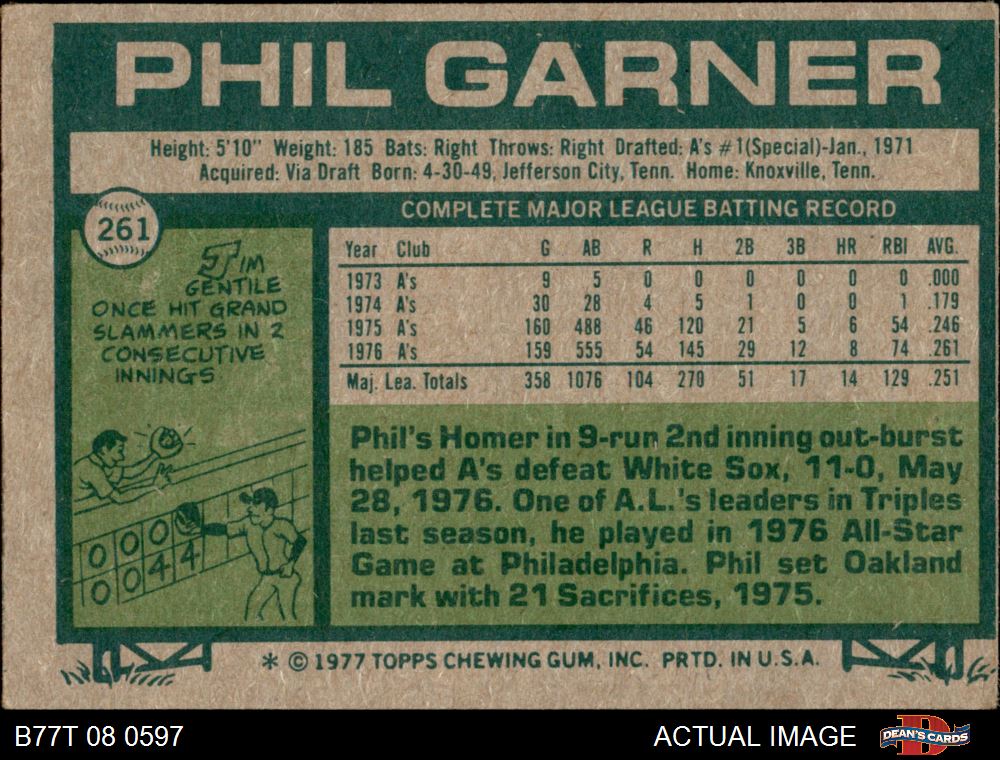 PHIL GARNER
Height: 5'10" Weight: 185 Bats: Right Throws: Right Drafted: A's #1(Special)-Jan., 1971
Acquired: Via Draft Born: 4-30-49, Jefferson City, Tenn. Home: Knoxville, Tenn.
261
JIM
GENTILE
ONCE HIT GRAND
SLAMMERS IN 2
CONSECUTIVE
INNINGS
0 0 0
0 0 4 4
COMPLETE MAJOR LEAGUE BATTING RECORD
Year Club G AB R H 2B 3B HR RBI AVG.
1973 A's 9 5 0 0 0 0 0 0 .000
1974 A's 30 28 4 5 1 0 0 1 .179
1975 A's 160 488 46 120 21 5 6 54 .246
1976 A's 159 555 54 145 29 12 8 74 .261
Maj. Lea. Totals 358 1076 104 270 51 17 14 129 .251
Phil's Homer in 9-run 2nd inning out-burst
helped A's defeat White Sox, 11-0, May
28, 1976. One of A.L.'s leaders in Triples
last season, he played in 1976 All-Star
Game at Philadelphia. Phil set Oakland
mark with 21 Sacrifices, 1975.
* © 1977 TOPPS CHEWING GUM, INC. PRTD. IN U.S.A.
B77T 08 0597
ACTUAL IMAGE
DEAN'S CARDS